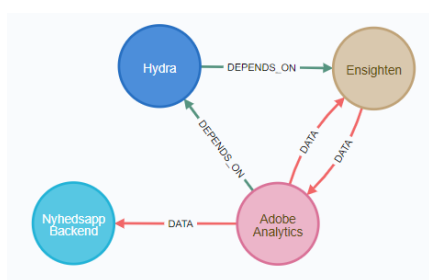 Hydra
DEPENDS_ON
Ensighten
DEPENDS_ON
DATA
DATA
Nyhedsapp
Backend
DATA
Adobe
Analytics